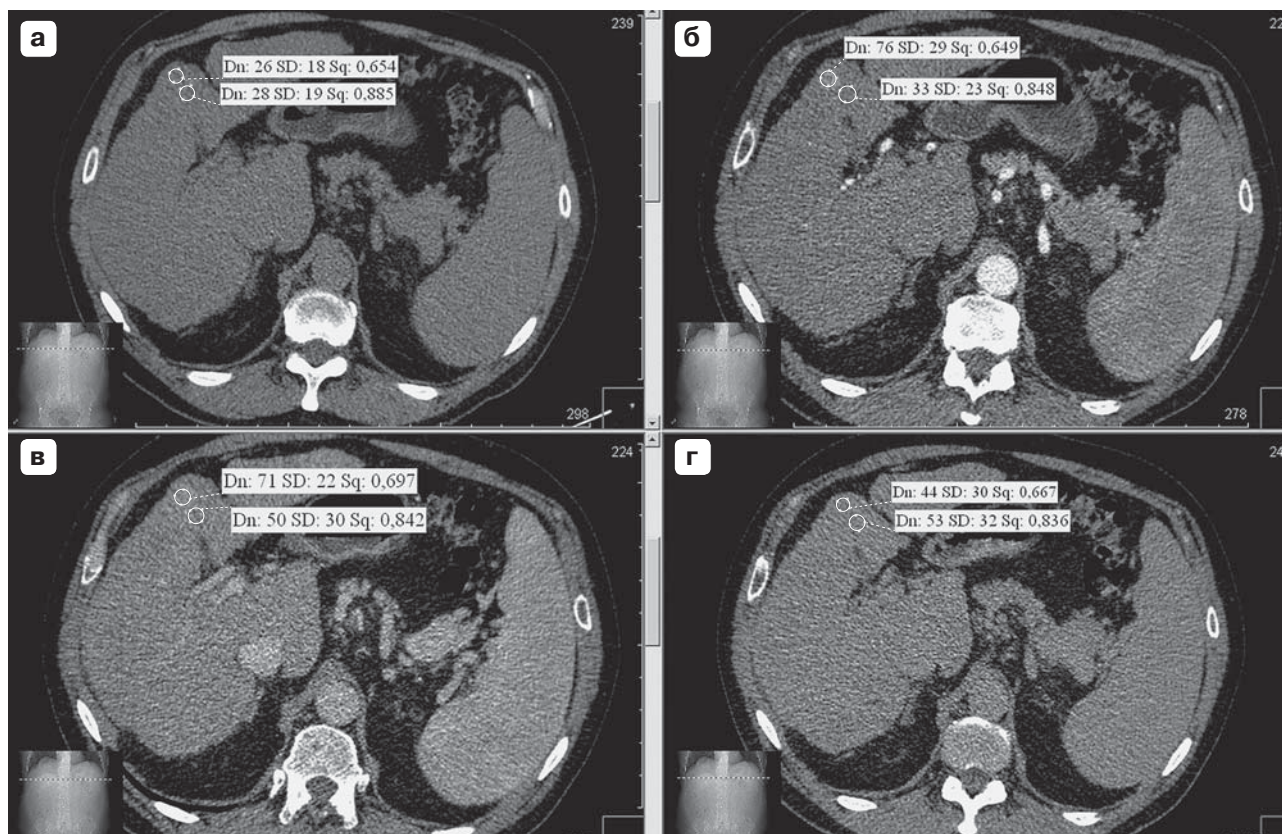 а
239
Dn: 26 SD: 18 Sq: 0,654
Dn: 28 SD: 19 Sq: 0,885
298
б
22
Dn: 76 SD: 29 Sq: 0,649
Dn: 33 SD: 23 Sq: 0,848
278
в
224
Dn: 71 SD: 22 Sq: 0,697
Dn: 50 SD: 30 Sq: 0,842
г
24
Dn: 44 SD: 30 Sq: 0,667
Dn: 53 SD: 32 Sq: 0,836